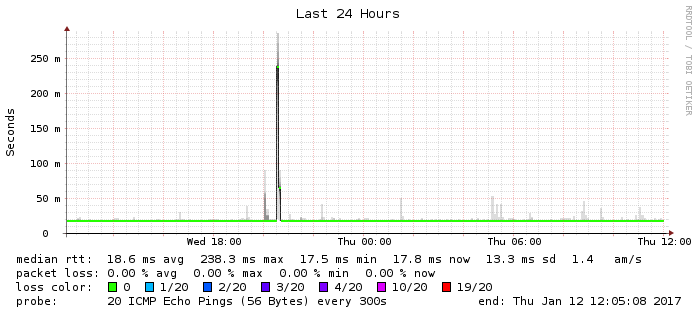 Last 24 Hours
RRDTOOL / TOBI OETIKER
Seconds
250 m
200 m
150 m
100 m
50 m
0
Wed 18:00 Thu 00:00 Thu 06:00 Thu 12:00
median rtt: 18.6 ms avg 238.3 ms max 17.5 ms min 17.8 ms now 13.3 ms sd 1.4 am/s
packet loss: 0.00 % avg 0.00 % max 0.00 % min 0.00 % now
loss color: 0 1/20 2/20 3/20 4/20 10/20 19/20
probe: 20 ICMP Echo Pings (56 Bytes) every 300s end: Thu Jan 12 12:05:08 2017